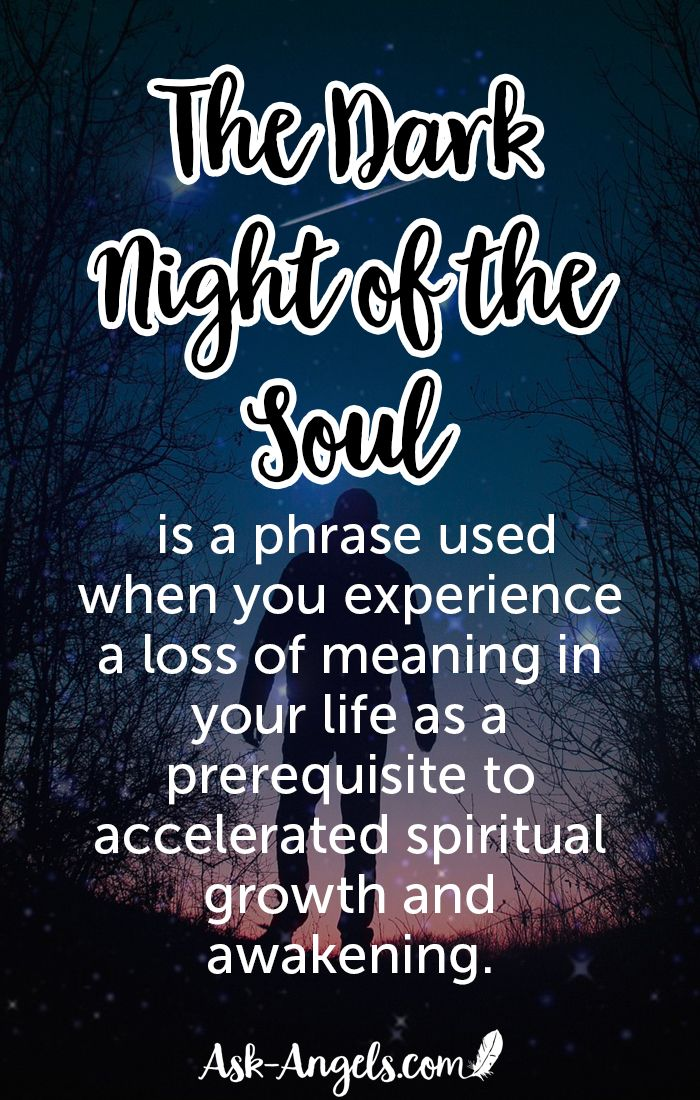 The Dark
Night of the
Soul
is a phrase used
when you experience
a loss of meaning in
your life as a
prerequisite to
accelerated spiritual
growth and
awakening.
Ask-Angels.com